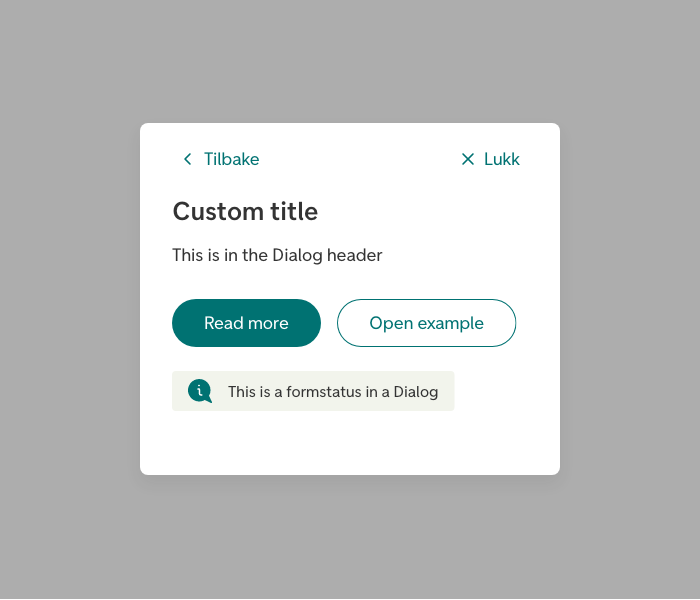 Tilbake Lukk
Custom title
This is in the Dialog header
Read more Open example
This is a formstatus in a Dialog